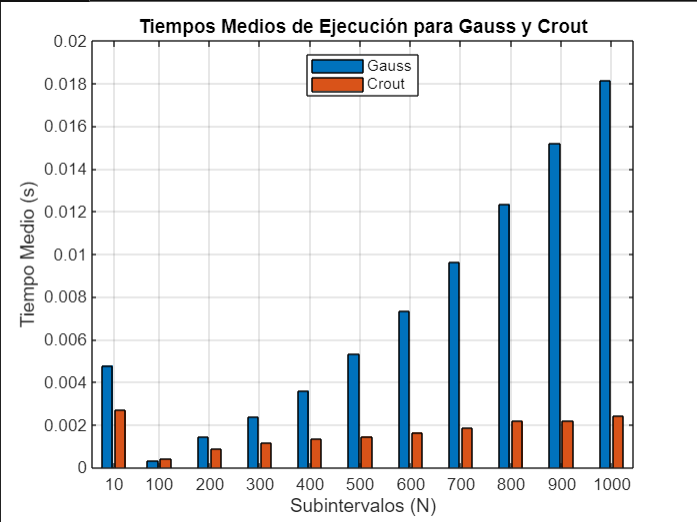 Tiempos Medios de Ejecución para Gauss y Crout
0.02
Gauss
Crout
0.018
0.016
0.014
0.012
0.01
0.008
0.006
0.004
0.002
0
Tiempo Medio (s)
10 100 200 300 400 500 600 700 800 900 1000
Subintervalos (N)